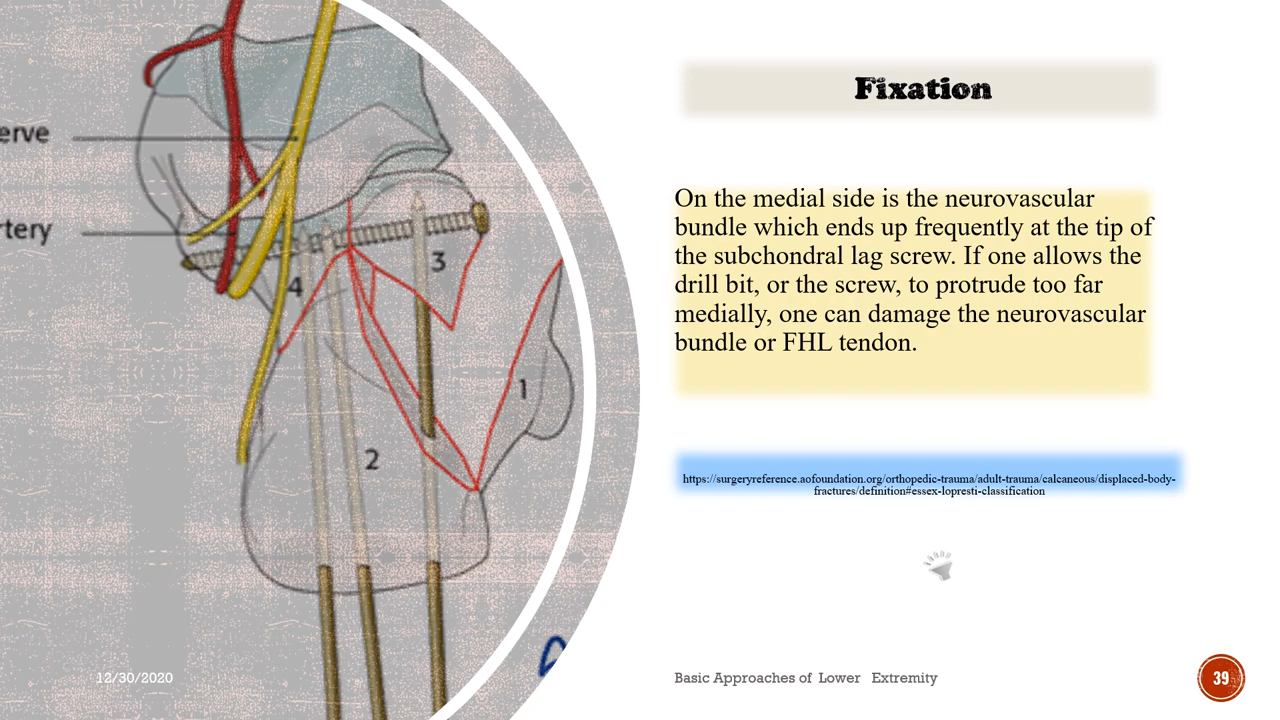 Fixation
erve
rtery
4
3
1
2
On the medial side is the neurovascular
bundle which ends up frequently at the tip of
the subchondral lag screw. If one allows the
drill bit, or the screw, to protrude too far
medially, one can damage the neurovascular
bundle or FHL tendon.
https://surgeryreference.aofoundation.org/orthopedic-trauma/adult-trauma/calcaneous/displaced-body-
fractures/definition#essex-lopresti-classification
12/30/2020
Basic Approaches of Lower Extremity
39